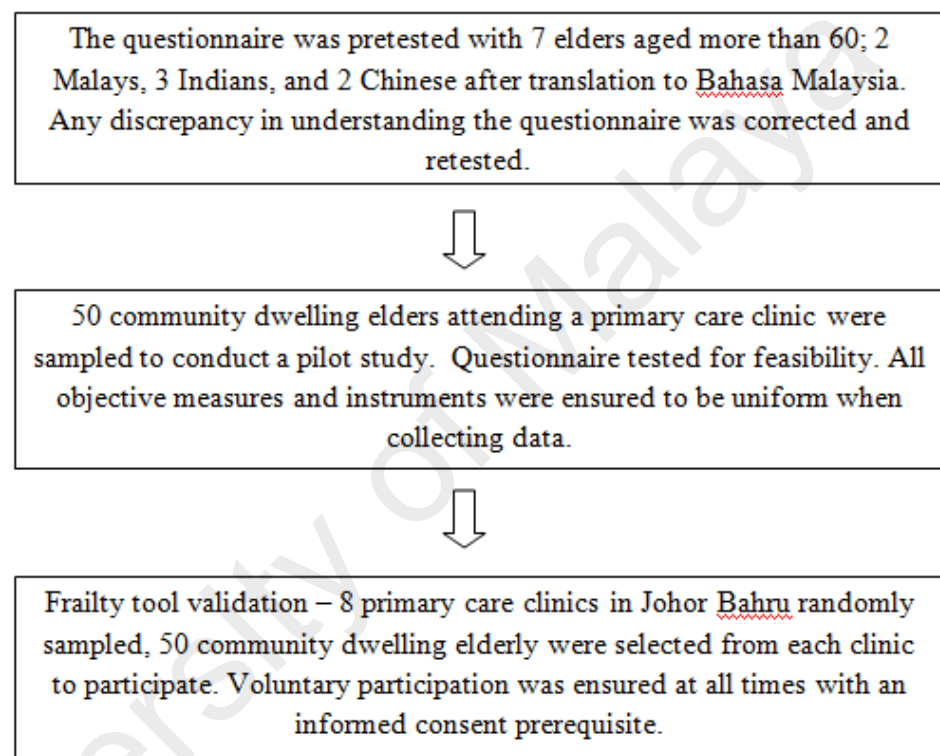 The questionnaire was pretested with 7 elders aged more than 60; 2
Malays, 3 Indians, and 2 Chinese after translation to Bahasa Malaysia.
Any discrepancy in understanding the questionnaire was corrected and
retested.
50 community dwelling elders attending a primary care clinic were
sampled to conduct a pilot study.  Questionnaire tested for feasibility. All
objective measures and instruments were ensured to be uniform when
collecting data.
Frailty tool validation – 8 primary care clinics in Johor Bahru randomly
sampled, 50 community dwelling elderly were selected from each clinic
to participate. Voluntary participation was ensured at all times with an
informed consent prerequisite.
ersity of Malaya